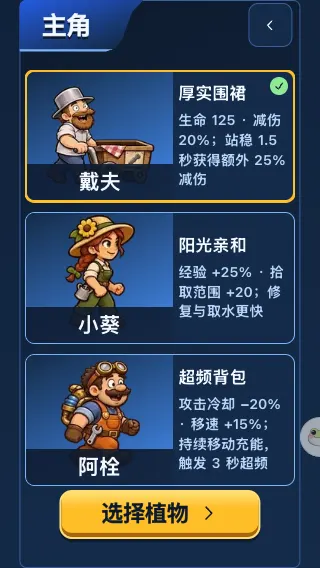 主角
厚实围裙
生命 125 · 减伤
20%；站稳 1.5
秒获得额外 25%
减伤
戴夫
阳光亲和
经验 +25% · 拾
取范围 +20；修
复与取水更快
小葵
超频背包
攻击冷却 −20%
· 移速 +15%；
持续移动充能，
触发 3 秒超频
阿栓
选择植物